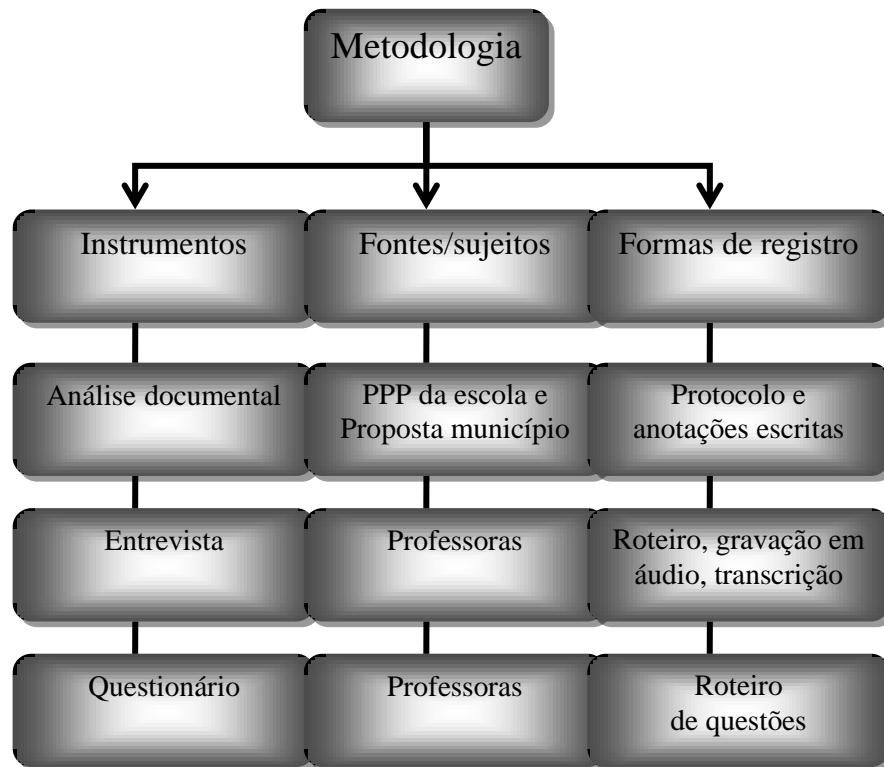 Metodologia
Instrumentos
Fontes/sujeitos
Formas de registro
Análise documental
PPP da escola e
Proposta município
Protocolo e
anotações escritas
Entrevista
Professoras
Roteiro, gravação em
áudio, transcrição
Questionário
Professoras
Roteiro
de questões